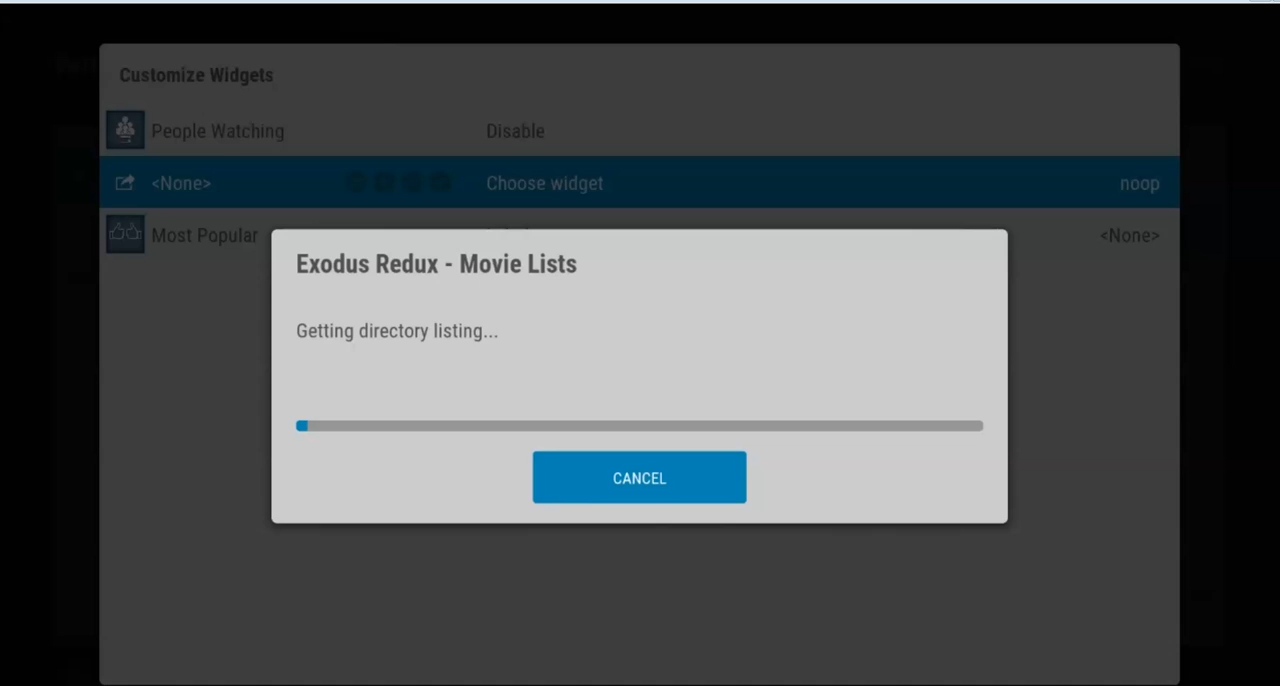 Customize Widgets
People Watching Disable
<None> Choose widget noop
Most Popular <None>
Exodus Redux - Movie Lists
Getting directory listing...
CANCEL